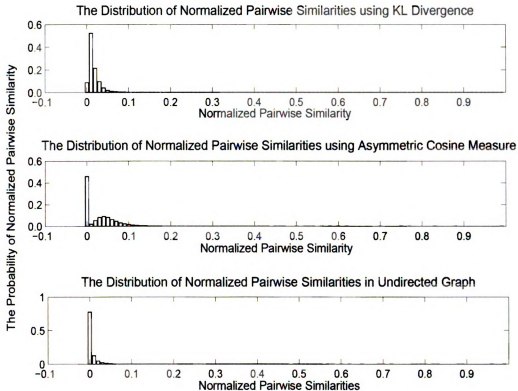 The Probability of Normalized Pairwise Similarity
The Distribution of Normalized Pairwise Similarities using KL Divergence
0.6
0.4
0.2
0.0
-0.1 0 0.1 0.2 0.3 0.4 0.5 0.6 0.7 0.8 0.9
Normalized Pairwise Similarity
The Distribution of Normalized Pairwise Similarities using Asymmetric Cosine Measure
0.6
0.4
0.2
0.0
-0.1 0 0.1 0.2 0.3 0.4 0.5 0.6 0.7 0.8 0.9
Normalized Pairwise Similarity
The Distribution of Normalized Pairwise Similarities in Undirected Graph
1
0.5
0
-0.1 0 0.1 0.2 0.3 0.4 0.5 0.6 0.7 0.8 0.9
Normalized Pairwise Similarities